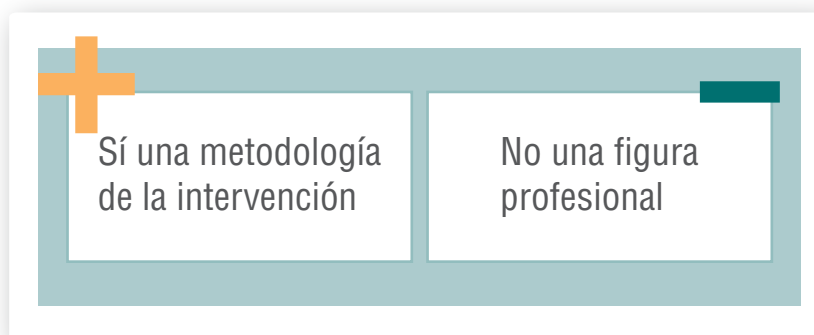 Sí una metodología
de la intervención
No una figura
profesional